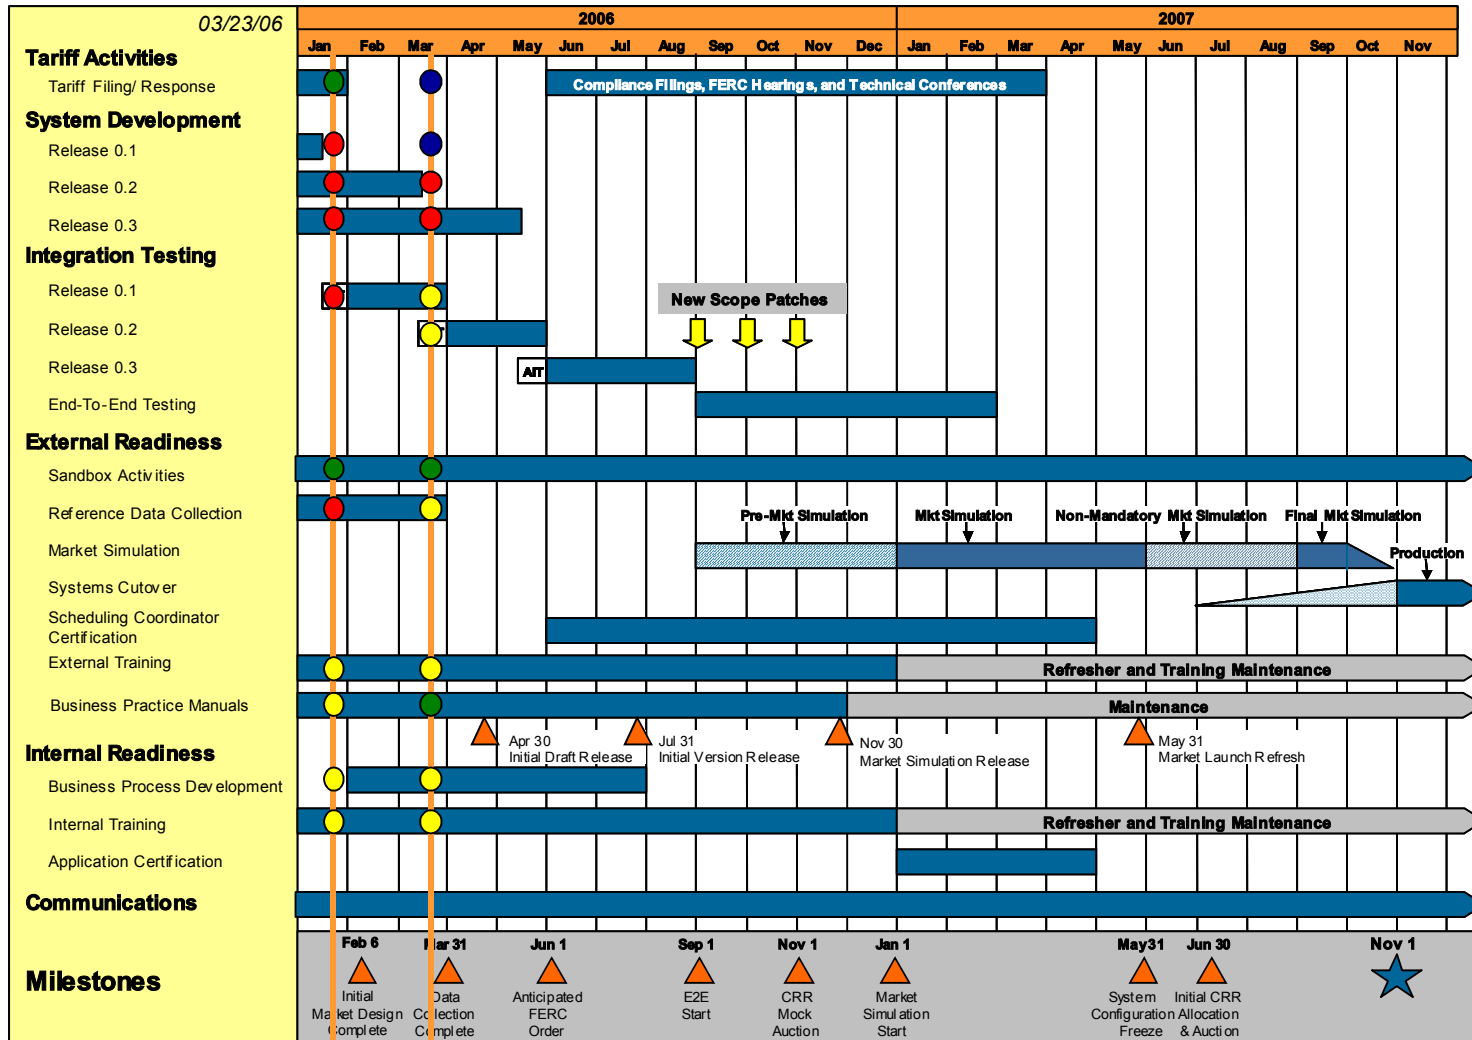 03/23/06
2006
2007
Jan Feb Mar Apr May Jun Jul Aug Sep Oct Nov Dec Jan Feb Mar Apr May Jun Jul Aug Sep Oct Nov
Tariff Activities
Tariff Filing/ Response
Compliance Filings, FERC Hearings, and Technical Conferences
System Development
Release 0.1
Release 0.2
Release 0.3
Integration Testing
Release 0.1
New Scope Patches
Release 0.2
Release 0.3
AIT
End-To-End Testing
External Readiness
Sandbox Activities
Reference Data Collection
Pre-Mkt Simulation
Mkt Simulation
Non-Mandatory Mkt Simulation
Final Mkt Simulation
Market Simulation
Production
Systems Cutover
Scheduling Coordinator
Certification
External Training
Refresher and Training Maintenance
Business Practice Manuals
Maintenance
Apr 30
Initial Draft Release
Jul 31
Initial Version Release
Nov 30
Market Simulation Release
May 31
Market Launch Refresh
Internal Readiness
Business Process Development
Internal Training
Refresher and Training Maintenance
Application Certification
Communications
Milestones
Feb 6
Initial
Market Design
Complete
Mar 31
Data
Collection
Complete
Jun 1
Anticipated
FERC
Order
Sep 1
E2E
Start
Nov 1
CRR
Mock
Auction
Jan 1
Market
Simulation
Start
May 31
System
Configuration
Freeze
Jun 30
Initial CRR
Allocation
& Auction
Nov 1